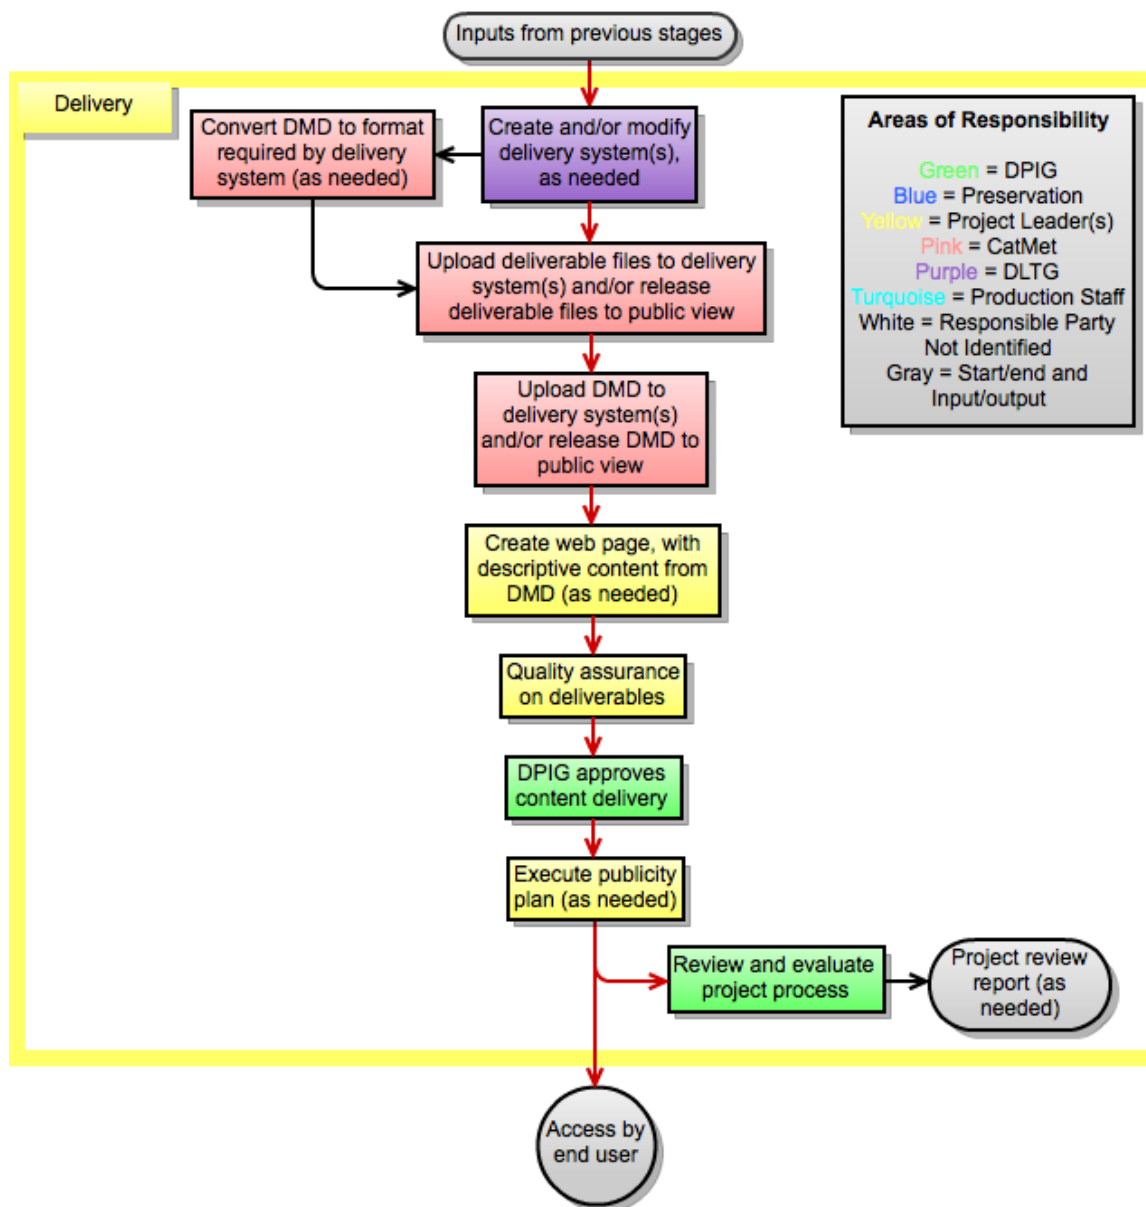 Inputs from previous stages
Delivery
Convert DMD to format
required by delivery
system (as needed)
Create and/or modify
delivery system(s),
as needed
Areas of Responsibility
Green = DPIG
Blue = Preservation
Yellow = Project Leader(s)
Pink = CatMet
Purple = DLTG
Turquoise = Production Staff
White = Responsible Party
Not Identified
Gray = Start/end and
Input/output
Upload deliverable files to delivery
system(s) and/or release
deliverable files to public view
Upload DMD to
delivery system(s)
and/or release DMD to
public view
Create web page, with
descriptive content from
DMD (as needed)
Quality assurance
on deliverables
DPIG approves
content delivery
Execute publicity
plan (as needed)
Review and evaluate
project process
Project review
report (as
needed)
Access by
end user